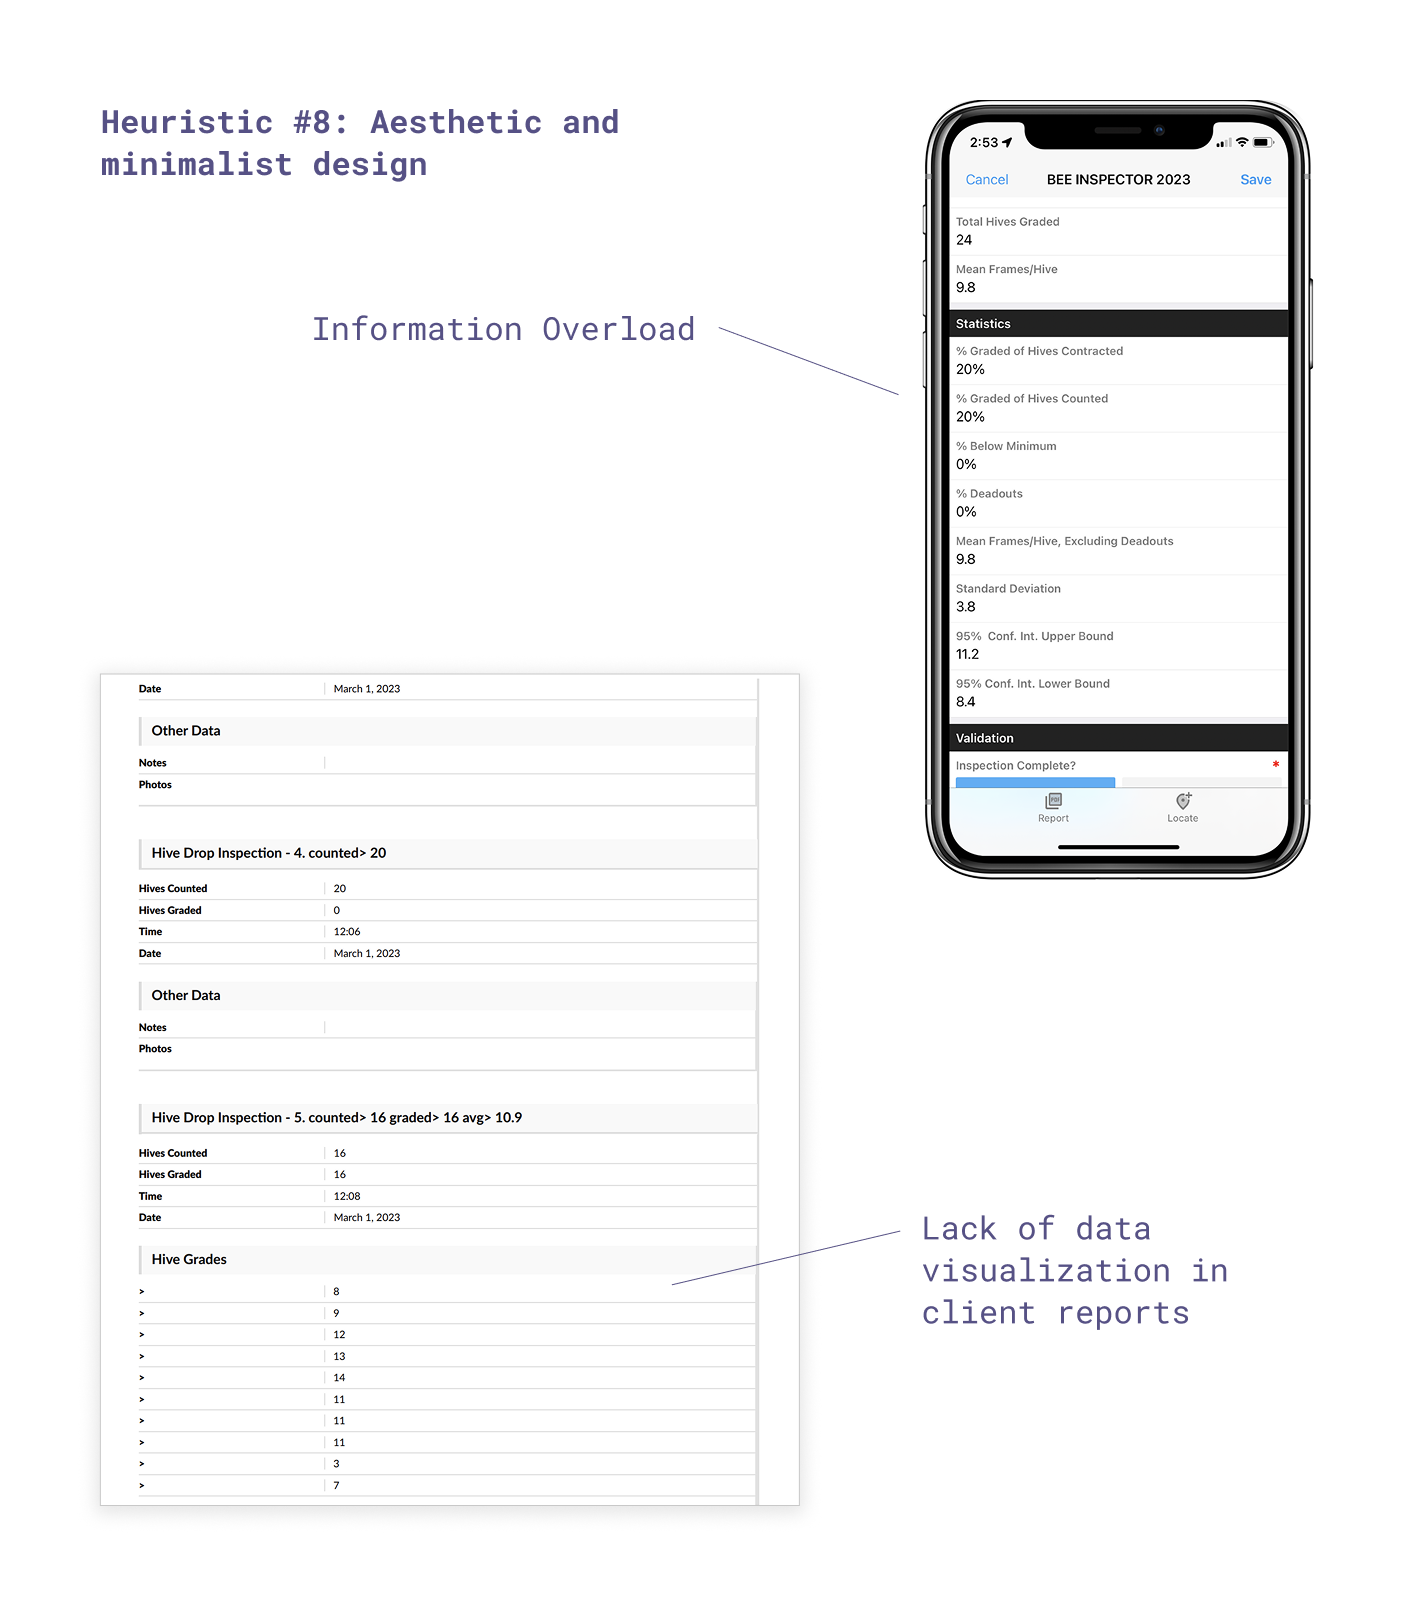 Heuristic #8: Aesthetic and
minimalist design
Information Overload
2:53
Cancel
BEE INSPECTOR 2023
Save
Total Hives Graded
24
Mean Frames/Hive
9.8
Statistics
% Graded of Hives Contracted
20%
% Graded of Hives Counted
20%
% Below Minimum
0%
% Deadouts
0%
Mean Frames/Hive, Excluding Deadouts
9.8
Standard Deviation
3.8
95%  Conf. Int. Upper Bound
11.2
95% Conf. Int. Lower Bound
8.4
Validation
Inspection Complete? *
PDF
Report
Locate
Date March 1, 2023
Other Data
Notes
Photos
Hive Drop Inspection - 4. counted> 20
Hives Counted 20
Hives Graded 0
Time 12:06
Date March 1, 2023
Other Data
Notes
Photos
Hive Drop Inspection - 5. counted> 16 graded> 16 avg> 10.9
Hives Counted 16
Hives Graded 16
Time 12:08
Date March 1, 2023
Hive Grades
> 8
> 9
> 12
> 13
> 14
> 11
> 11
> 11
> 3
> 7
Lack of data
visualization in
client reports